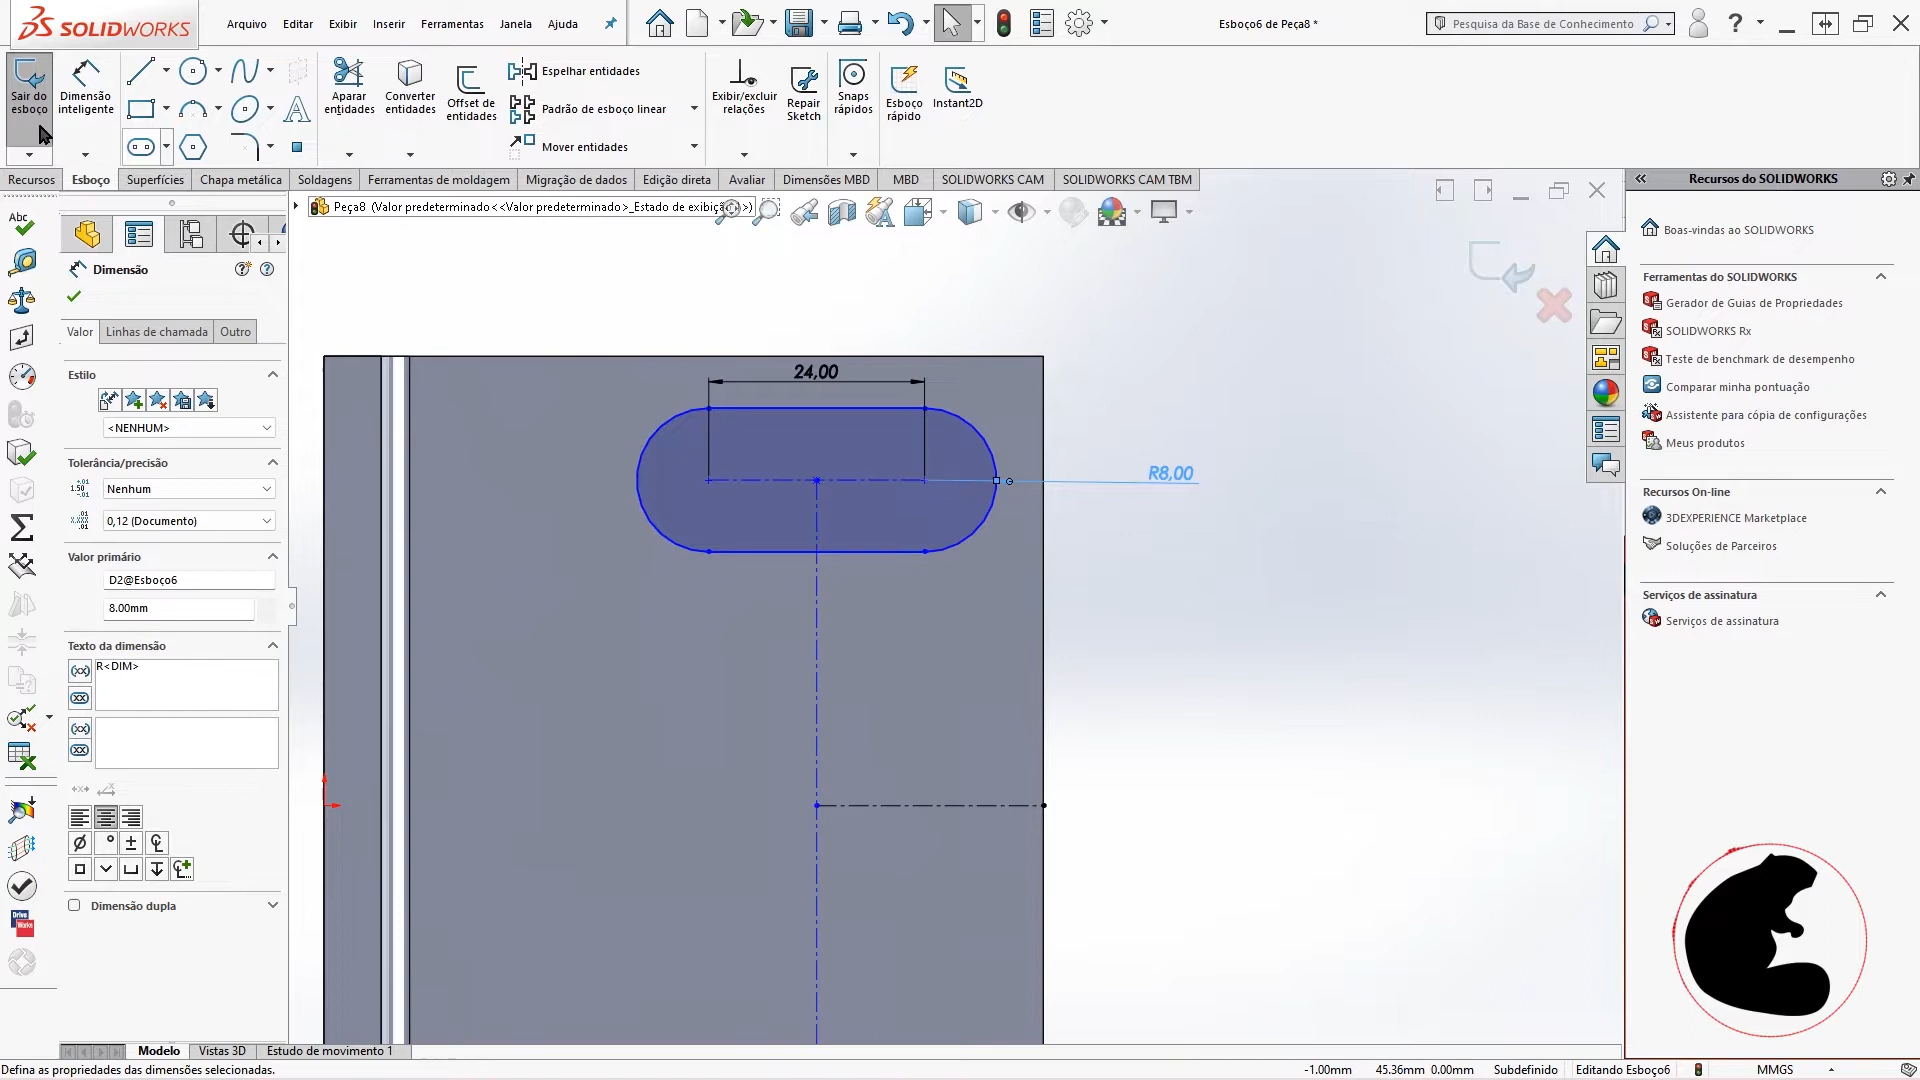 SOLIDWORKS
Arquivo Editar Exibir Inserir Ferramentas Janela Ajuda
Esboço6 de Peça8 *
Pesquisa da Base de Conhecimento
Sair do esboço
Dimensão inteligente
Aparar entidades
Converter entidades
Offset de entidades
Espelhar entidades
Padrão de esboço linear
Mover entidades
Exibir/excluir relações
Repair Sketch
Snaps rápidos
Esboço rápido
Instant2D
Recursos Esboço Superfícies Chapa metálica Soldagens Ferramentas de moldagem Migração de dados Edição direta Avaliar Dimensões MBD MBD SOLIDWORKS CAM SOLIDWORKS CAM TBM
Peça8 (Valor predeterminado<<Valor predeterminado>_Estado de exibiç
Dimensão
Valor Linhas de chamada Outro
Estilo
<NENHUM>
Tolerância/precisão
Nenhum
0,12 (Documento)
Valor primário
D2@Esboço6
8.00mm
Texto da dimensão
R<DIM>
Dimensão dupla
24,00
R8,00
Recursos do SOLIDWORKS
Boas-vindas ao SOLIDWORKS
Ferramentas do SOLIDWORKS
Gerador de Guias de Propriedades
SOLIDWORKS Rx
Teste de benchmark de desempenho
Comparar minha pontuação
Assistente para cópia de configurações
Meus produtos
Recursos On-line
3DEXPERIENCE Marketplace
Soluções de Parceiros
Serviços de assinatura
Serviços de assinatura
Modelo Vistas 3D Estudo de movimento 1
Defina as propriedades das dimensões selecionadas.
-1.00mm 45.36mm 0.00mm Subdefinido Editando Esboço6 MMGS